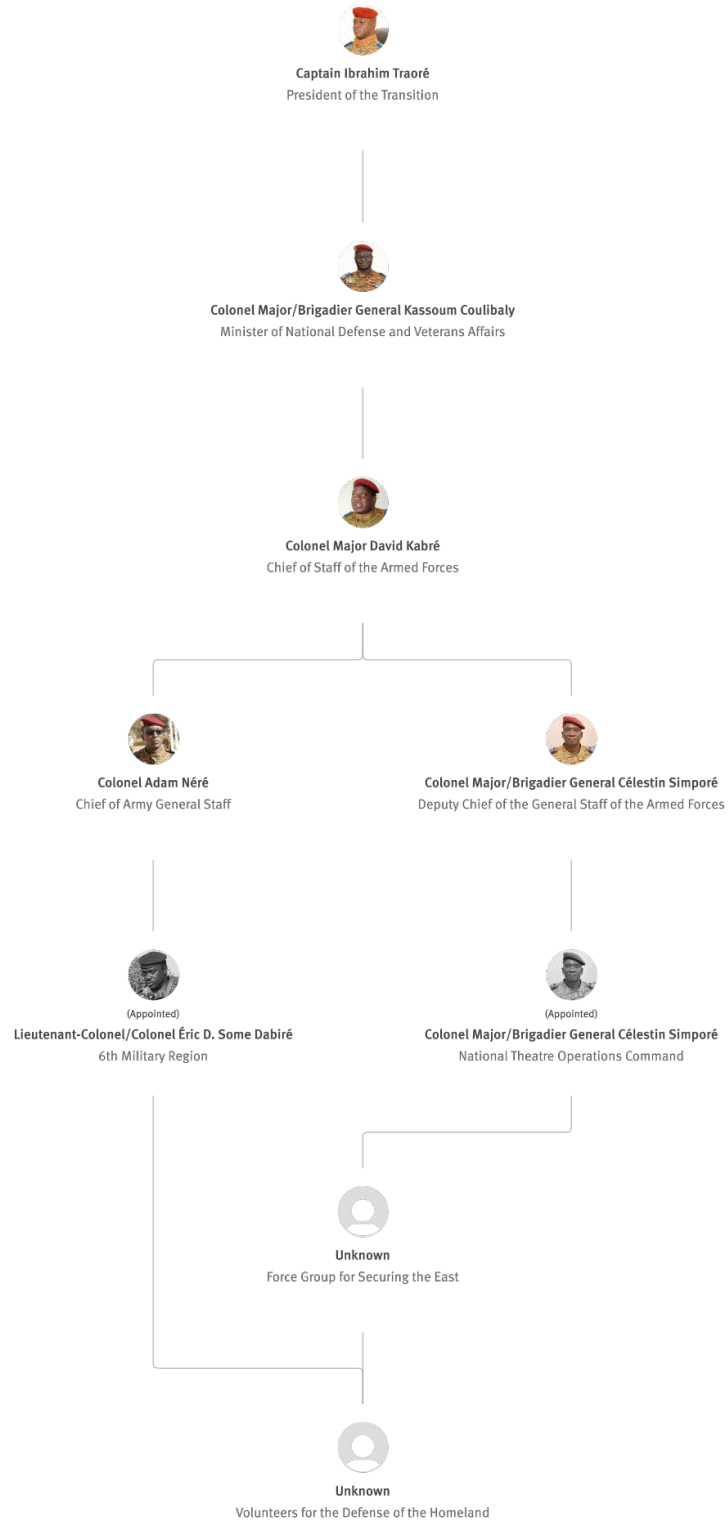 Captain Ibrahim Traoré
President of the Transition
Colonel Major/Brigadier General Kassoum Coulibaly
Minister of National Defense and Veterans Affairs
Colonel Major David Kabré
Chief of Staff of the Armed Forces
Colonel Adam Néré
Chief of Army General Staff
Colonel Major/Brigadier General Célestin Simporé
Deputy Chief of the General Staff of the Armed Forces
(Appointed)
Lieutenant-Colonel/Colonel Éric D. Some Dabiré
6th Military Region
(Appointed)
Colonel Major/Brigadier General Célestin Simporé
National Theatre Operations Command
Unknown
Force Group for Securing the East
Unknown
Volunteers for the Defense of the Homeland